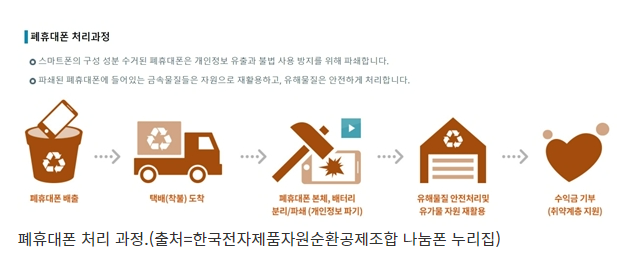 폐휴대폰 처리과정
스마트폰의 구성 성분 수거된 폐휴대폰은 개인정보 유출과 불법 사용 방지를 위해 파쇄합니다.
파쇄된 폐휴대폰에 들어있는 금속물질들은 자원으로 재활용하고, 유해물질은 안전하게 처리합니다.
폐휴대폰 배출
택배(착불) 도착
폐휴대폰 본체, 배터리
분리/파쇄 (개인정보 파기)
유해물질 안전처리및
유가물 자원 재활용
수익금 기부
(취약계층 지원)
폐휴대폰 처리 과정.(출처=한국전자제품자원순환공제조합 나눔폰 누리집)